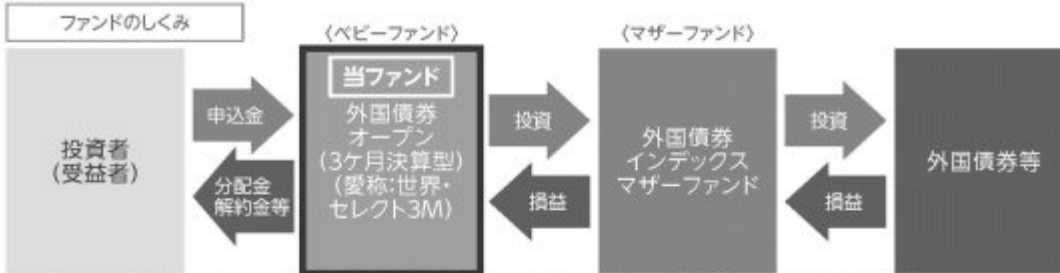 ファンドのしくみ
〈ベビーファンド〉
〈マザーファンド〉
投資者
(受益者)
申込金
分配金
解約金等
当ファンド
外国債券
オープン
(3ケ月決算型)
(愛称:世界・
セレクト3M)
投資
損益
外国債券
インデックス
マザーファンド
投資
損益
外国債券等